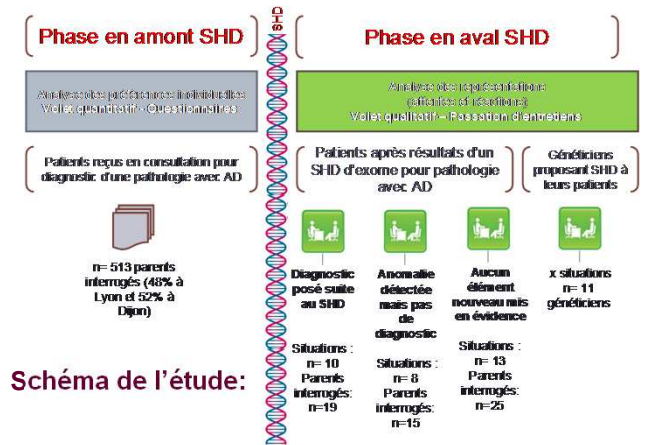 Phase en amont SHD
Analyse des préférences individuelles
Volet quantitatif - Questionnaires
Patients reçus en consultation pour
diagnostic d'une pathologie avec AD
n= 513 parents
interrogés (48% à
Lyon et 52% à
Dijon)
Schéma de l'étude:
SHD
Phase en aval SHD
Analyse des représentations
(attentes et réactions)
Volet qualitatif – Passation d'entretiens
Patients après résultats d'un
SHD d'exome pour pathologie
avec AD
Généticiens
proposant SHD à
leurs patients
Diagnostic
posé suite
au SHD
Situations :
n= 10
Parents
interrogés:
n=19
Anomalie
détectée
mais pas
de
diagnostic
Situations :
n= 8
Parents
interrogés:
n=15
Aucun
élément
nouveau mis
en évidence
Situations :
n= 13
Parents
interrogés:
n=25
x situations
n= 11
généticiens